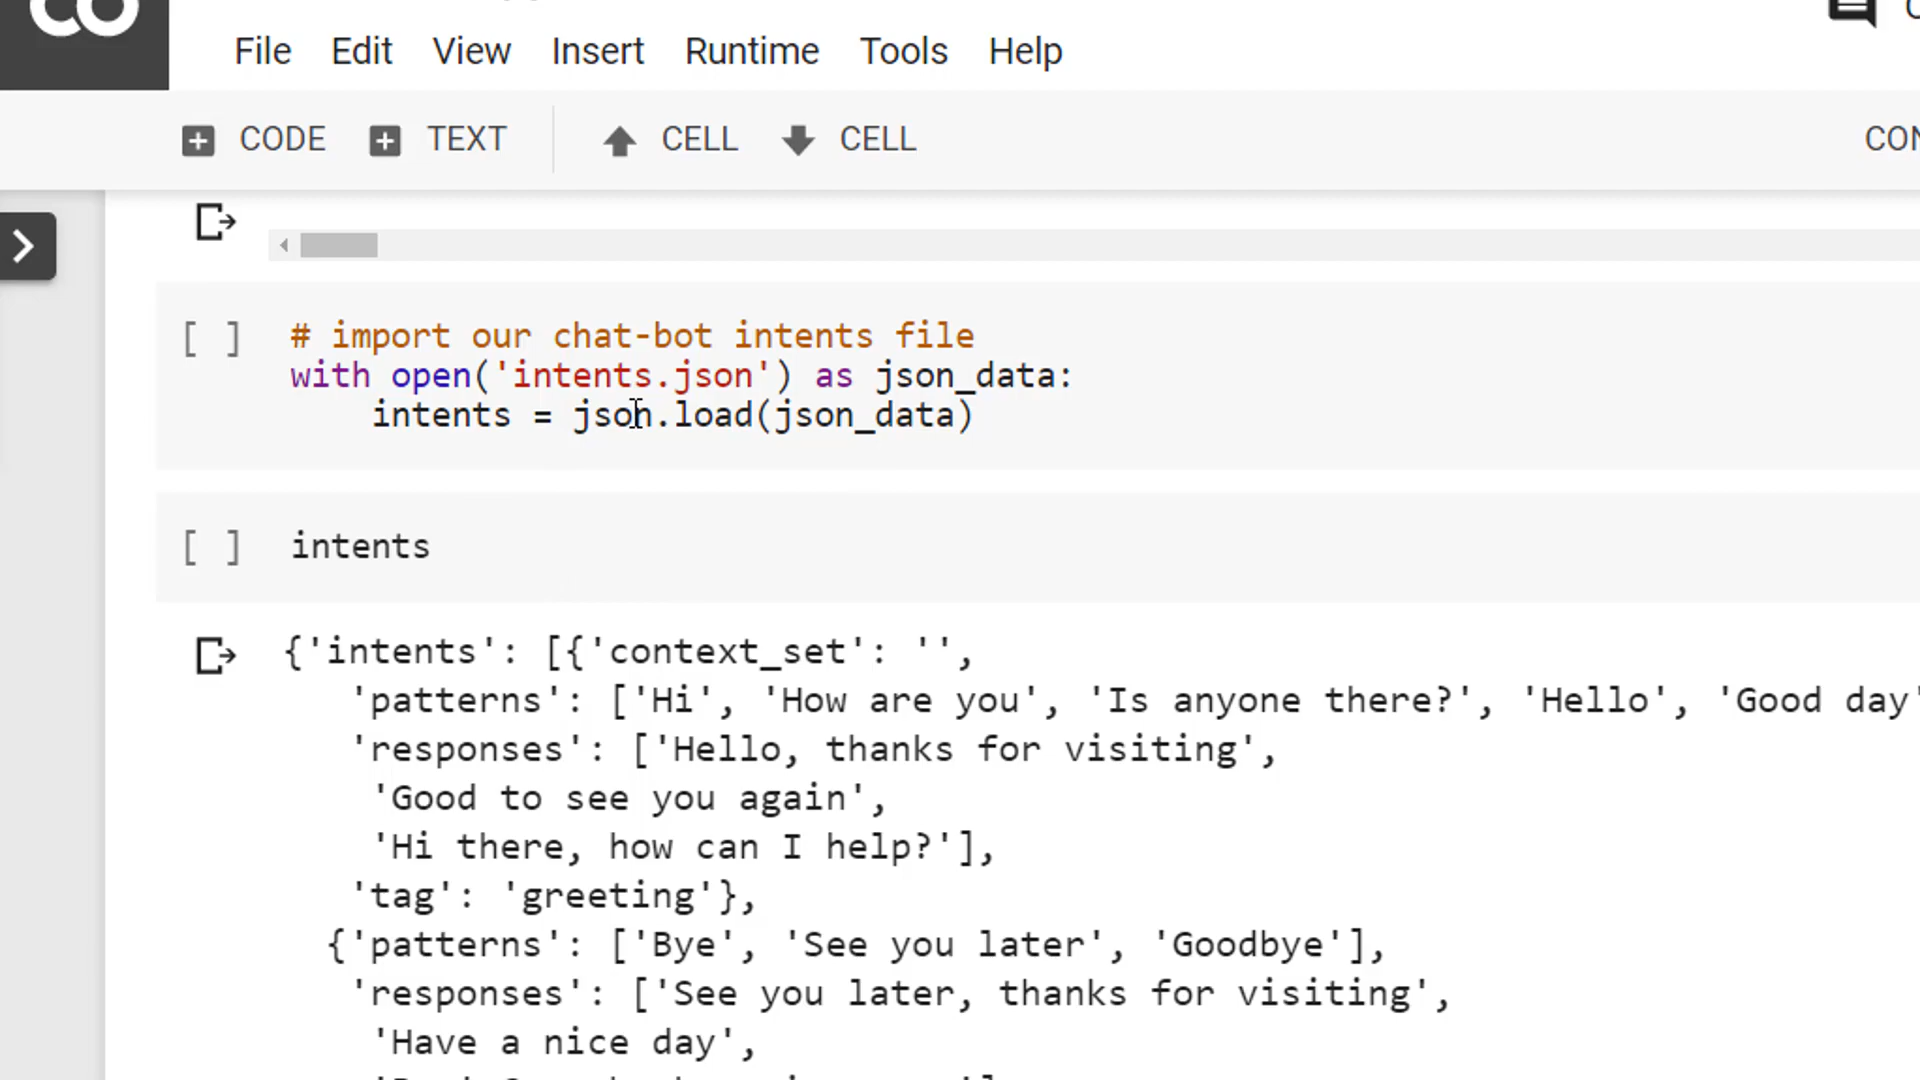 CO
File Edit View Insert Runtime Tools Help
CODE TEXT CELL CELL
[ ] # import our chat-bot intents file
with open('intents.json') as json_data:
intents = json.load(json_data)
[ ] intents
{'intents': [{'context_set': '',
'patterns': ['Hi', 'How are you', 'Is anyone there?', 'Hello', 'Good day'
'responses': ['Hello, thanks for visiting',
'Good to see you again',
'Hi there, how can I help?'],
'tag': 'greeting'},
{'patterns': ['Bye', 'See you later', 'Goodbye'],
'responses': ['See you later, thanks for visiting',
'Have a nice day',